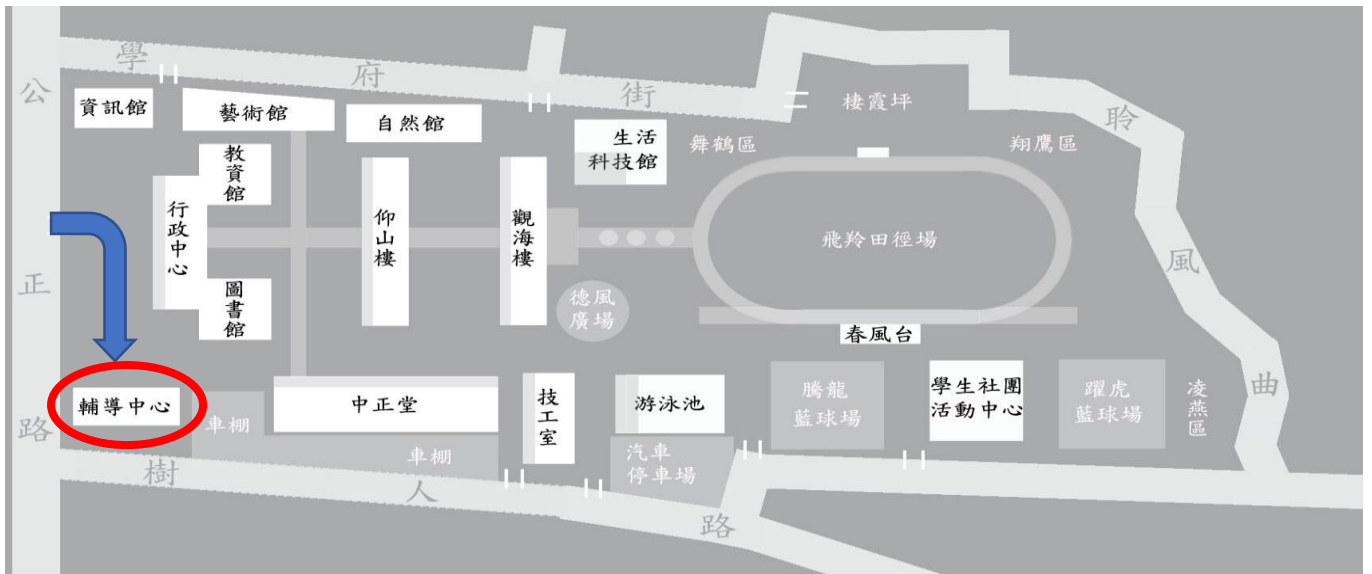 學府街
公正路
聆風曲
樹人路
資訊館
藝術館
自然館
生活
科技館
棲霞坪
舞鶴區
翔鷹區
教資館
行政中心
圖書館
仰山樓
觀海樓
飛羚田徑場
德風
廣場
春風台
輔導中心
車棚
中正堂
車棚
技工室
游泳池
汽車
停車場
騰龍
藍球場
學生社團
活動中心
躍虎
藍球場
凌燕區